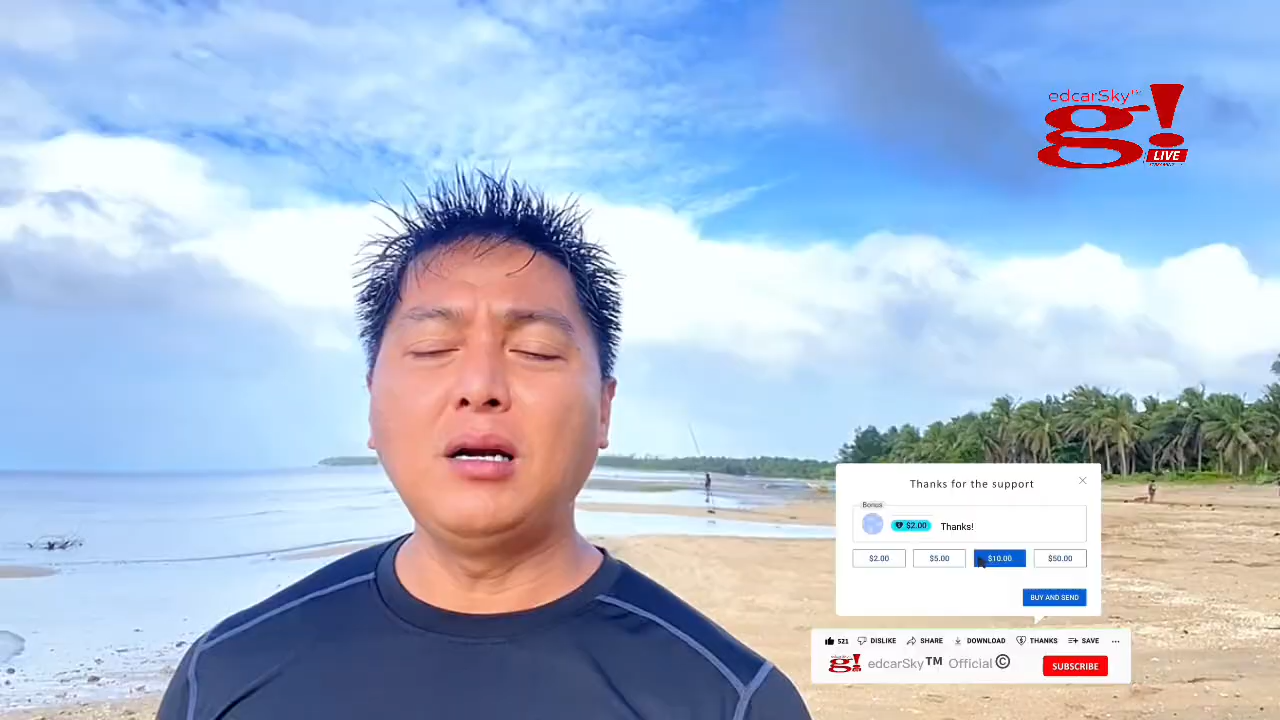 edcarSky™
g!
LIVE
Thanks for the support
Bonus
$2.00 Thanks!
$2.00 $5.00 $10.00 $50.00
BUY AND SEND
521 DISLIKE SHARE DOWNLOAD THANKS SAVE
g! edcarSky™ Official©
SUBSCRIBE